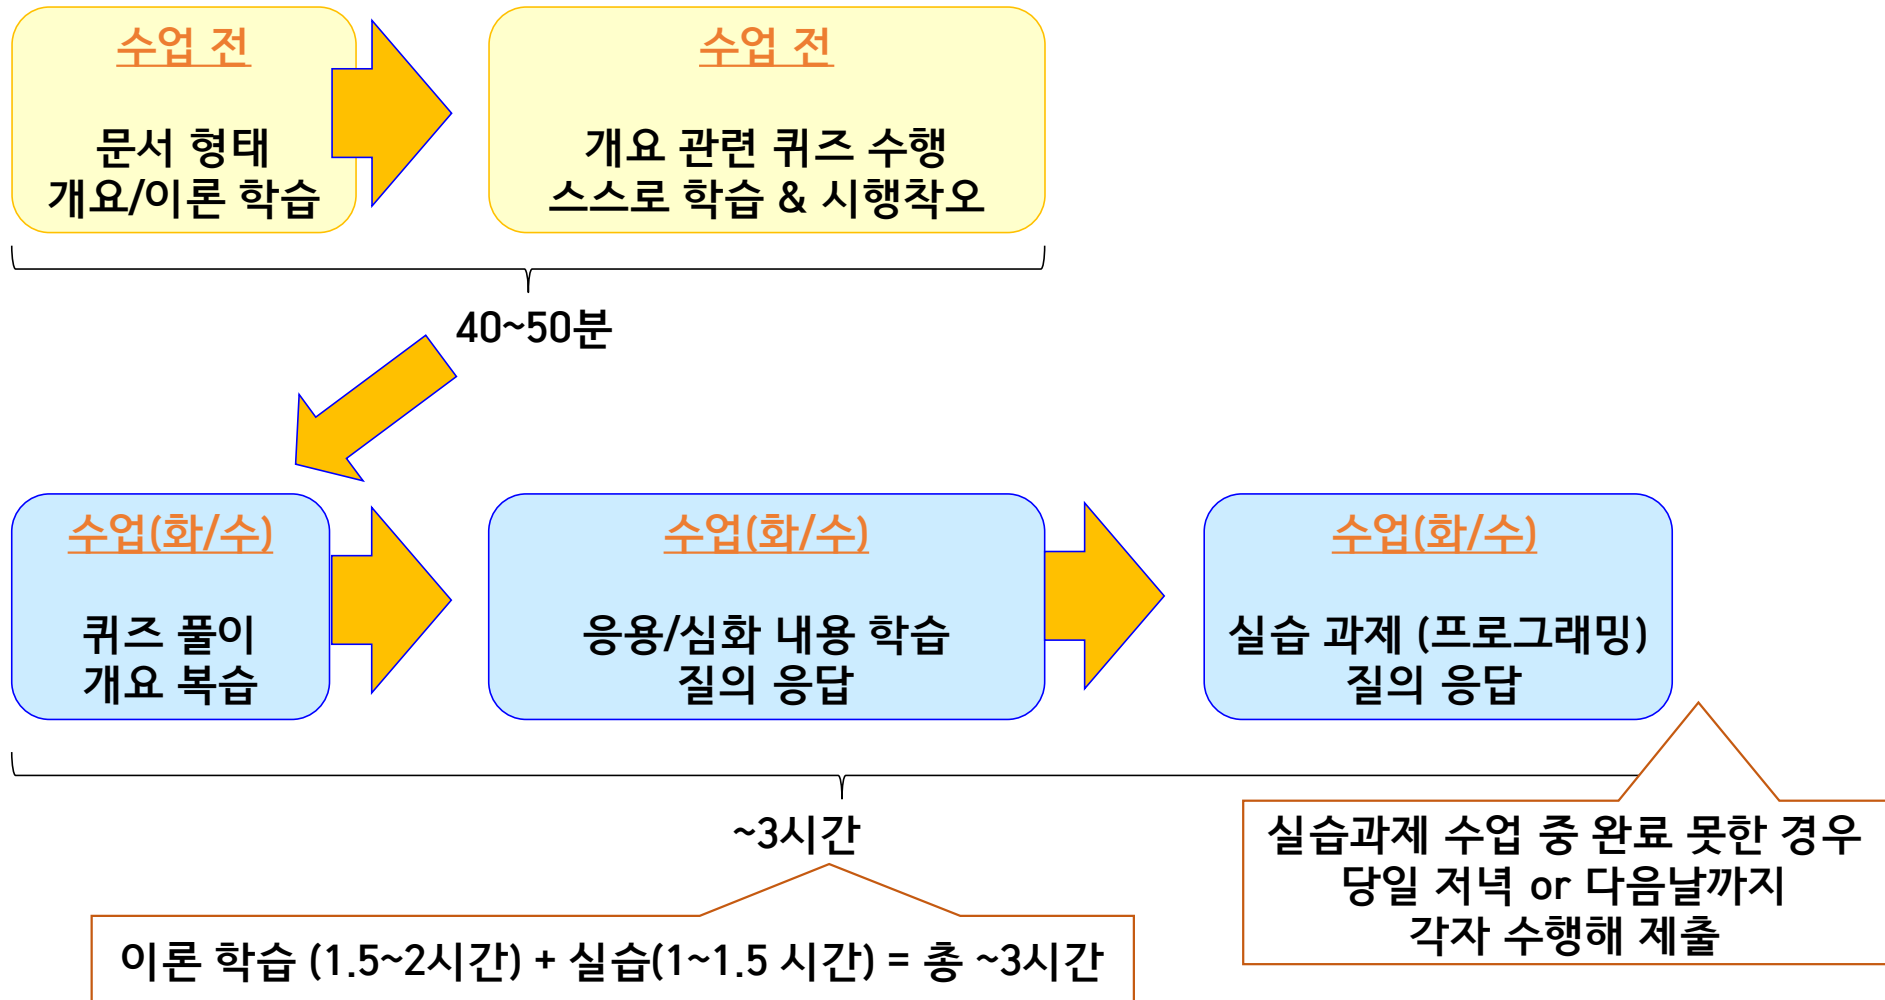 수업 전
문서 형태
개요/이론 학습
수업 전
개요 관련 퀴즈 수행
스스로 학습 & 시행착오
40~50분
수업(화/수)
퀴즈 풀이
개요 복습
수업(화/수)
응용/심화 내용 학습
질의 응답
수업(화/수)
실습 과제 (프로그래밍)
질의 응답
~3시간
실습과제 수업 중 완료 못한 경우
당일 저녁 or 다음날까지
각자 수행해 제출
이론 학습 (1.5~2시간) + 실습(1~1.5 시간) = 총 ~3시간